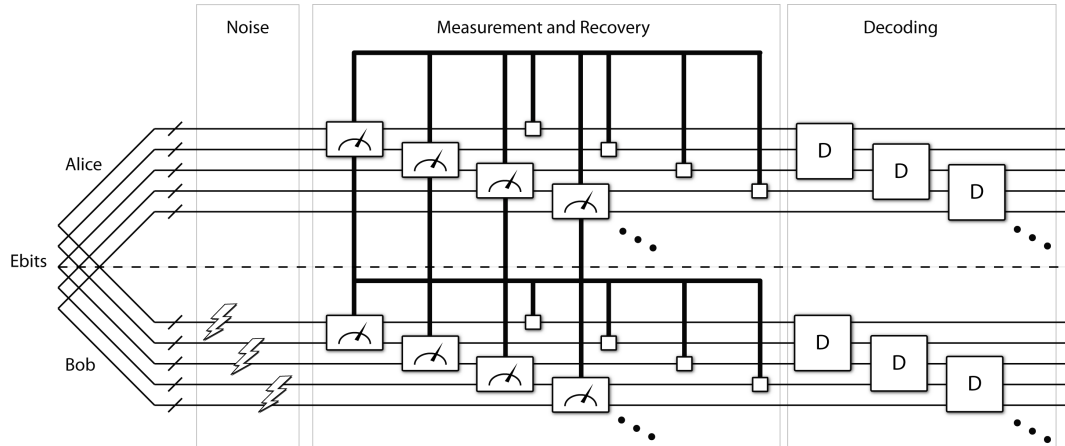 Noise
Measurement and Recovery
Decoding
Alice
D
D
D
Ebits
Bob
D
D
D